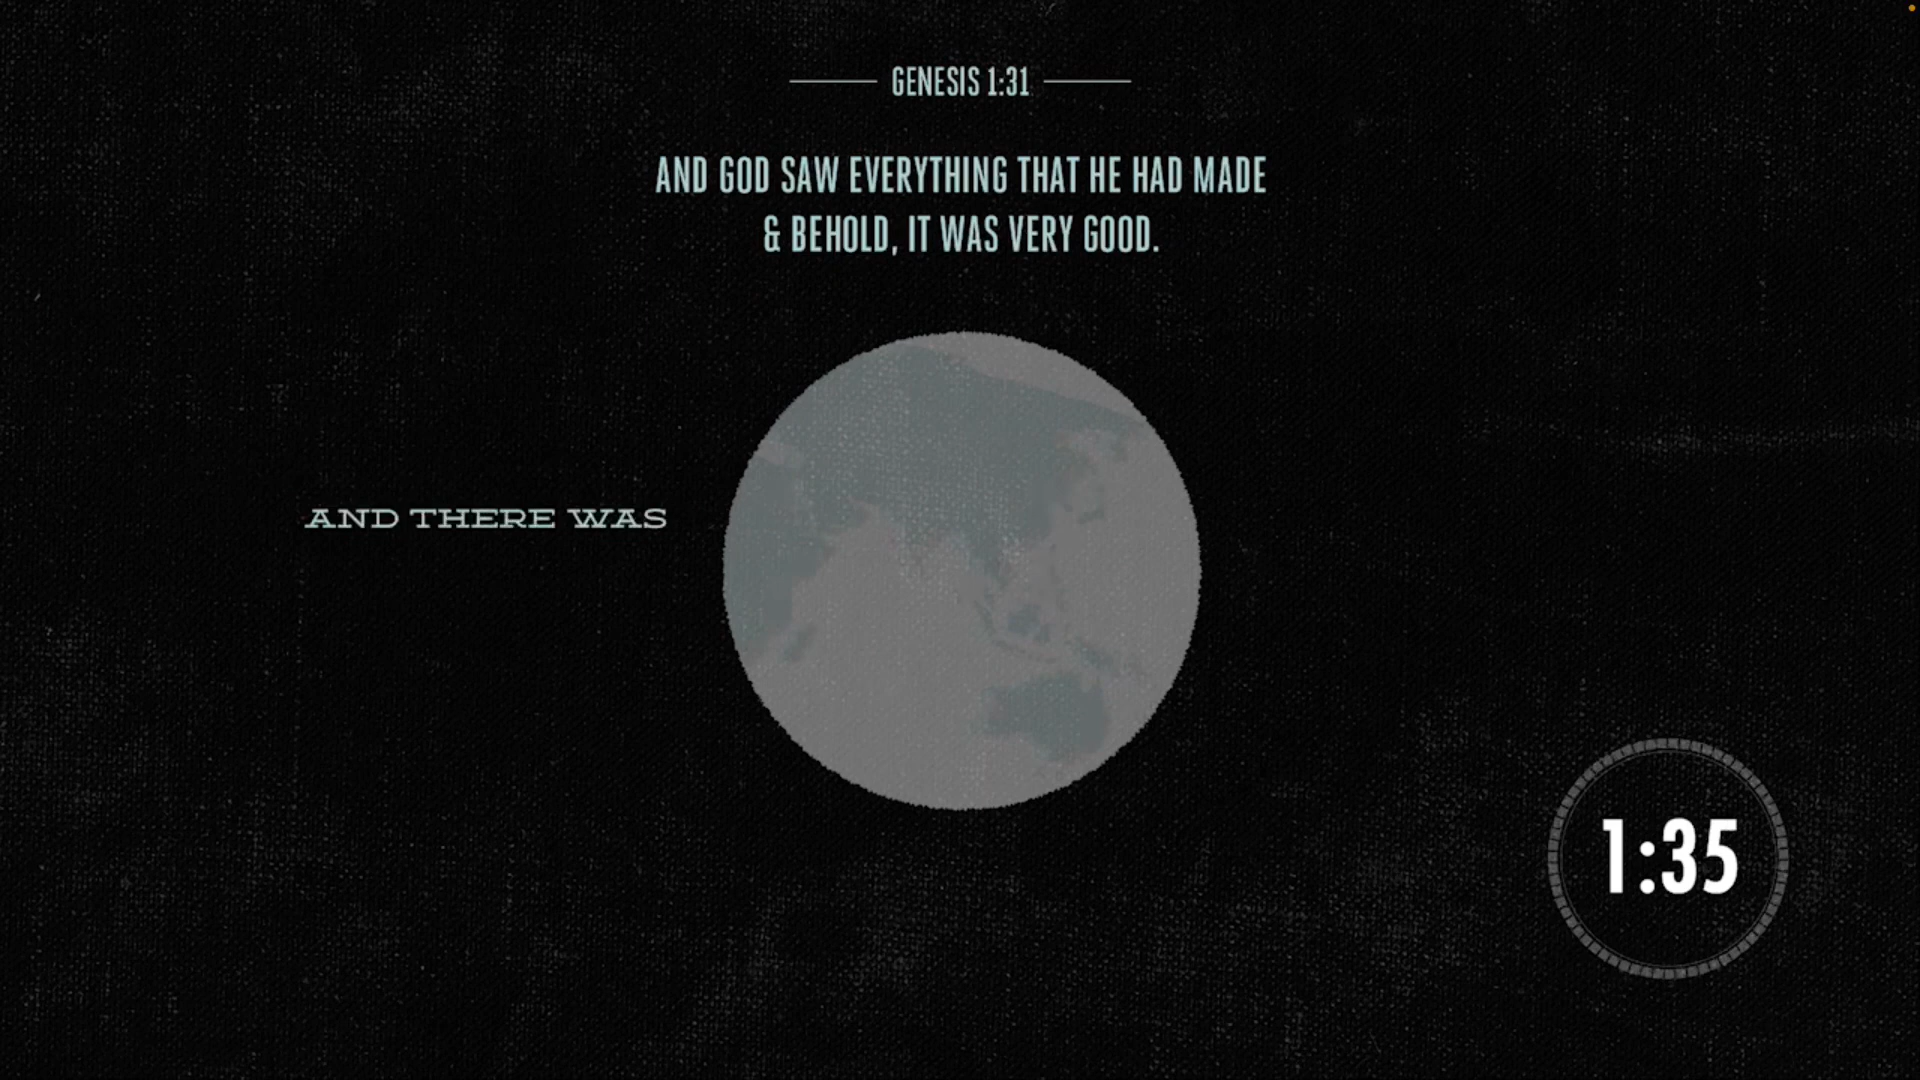 GENESIS 1:31
AND GOD SAW EVERYTHING THAT HE HAD MADE
& BEHOLD, IT WAS VERY GOOD.
AND THERE WAS
1:35